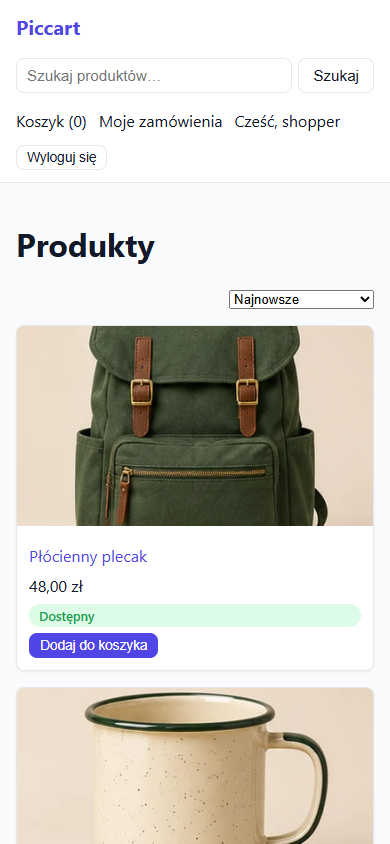 Piccart
Szukaj produktów...
Szukaj
Koszyk (0) Moje zamówienia Cześć, shopper
Wyloguj się
Produkty
Najnowsze
Płócienny plecak
48,00 zł
Dostępny
Dodaj do koszyka